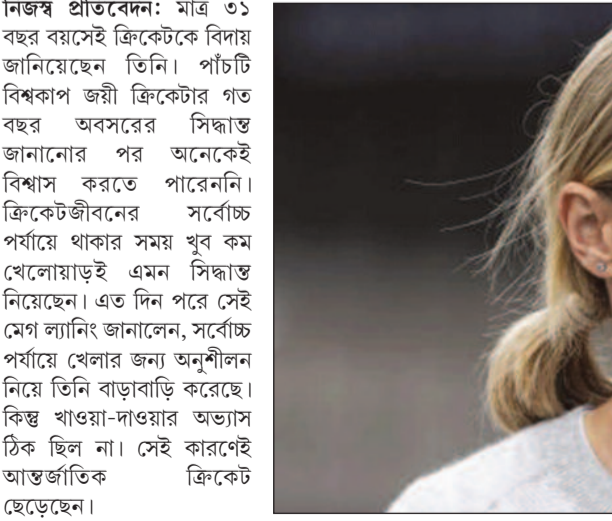 নিজস্ব প্রতিবেদন: মাত্র ৩১
বছর বয়সেই ক্রিকেটকে বিদায়
জানিয়েছেন তিনি। পাঁচটি
বিশ্বকাপ জয়ী ক্রিকেটার গত
বছর অবসরের সিদ্ধান্ত
জানানোর পর অনেকেই
বিশ্বাস করতে পারেননি।
ক্রিকেটজীবনের সর্বোচ্চ
পর্যায়ে থাকার সময় খুব কম
খেলোয়াড়ই এমন সিদ্ধান্ত
নিয়েছেন। এত দিন পরে সেই
মেগ ল্যানিং জানালেন, সর্বোচ্চ
পর্যায়ে খেলার জন্য অনুশীলন
নিয়ে তিনি বাড়াবাড়ি করেছে।
কিন্তু খাওয়া-দাওয়ার অভ্যাস
ঠিক ছিল না। সেই কারণেই
আন্তর্জাতিক ক্রিকেট
ছেড়েছেন।